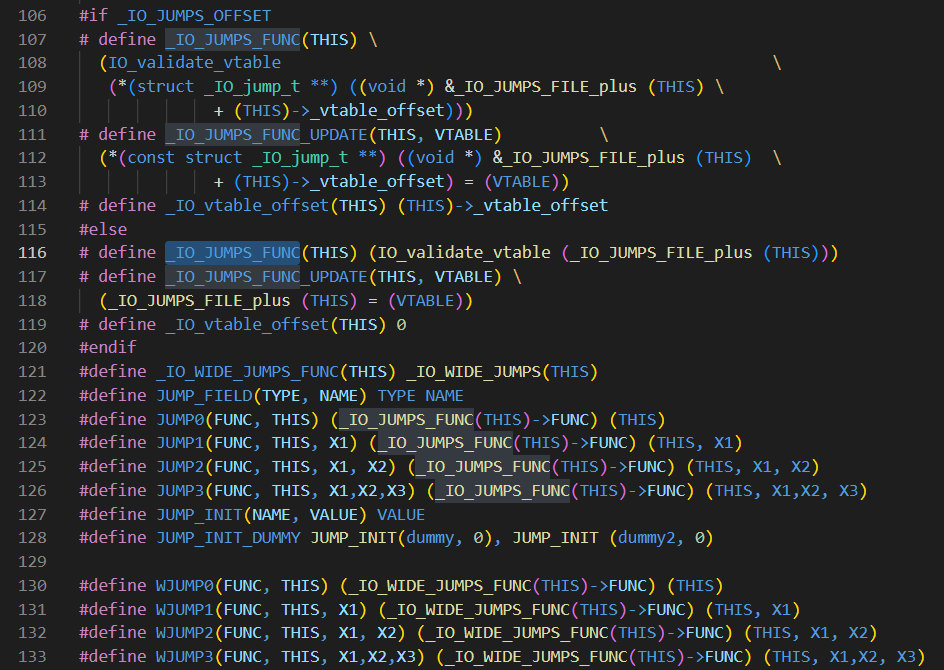 106 #if _IO_JUMPS_OFFSET
107 # define _IO_JUMPS_FUNC(THIS) \
108 (IO_validate_vtable \
109 (*(struct _IO_jump_t **) ((void *) &_IO_JUMPS_FILE_plus (THIS) \
110 + (THIS)->_vtable_offset)))
111 # define _IO_JUMPS_FUNC_UPDATE(THIS, VTABLE) \
112 (*(const struct _IO_jump_t **) ((void *) &_IO_JUMPS_FILE_plus (THIS) \
113 + (THIS)->_vtable_offset) = (VTABLE))
114 # define _IO_vtable_offset(THIS) (THIS)->_vtable_offset
115 #else
116 # define _IO_JUMPS_FUNC(THIS) (IO_validate_vtable (_IO_JUMPS_FILE_plus (THIS)))
117 # define _IO_JUMPS_FUNC_UPDATE(THIS, VTABLE) \
118 (_IO_JUMPS_FILE_plus (THIS) = (VTABLE))
119 # define _IO_vtable_offset(THIS) 0
120 #endif
121 #define _IO_WIDE_JUMPS_FUNC(THIS) _IO_WIDE_JUMPS(THIS)
122 #define JUMP_FIELD(TYPE, NAME) TYPE NAME
123 #define JUMP0(FUNC, THIS) (_IO_JUMPS_FUNC(THIS)->FUNC) (THIS)
124 #define JUMP1(FUNC, THIS, X1) (_IO_JUMPS_FUNC(THIS)->FUNC) (THIS, X1)
125 #define JUMP2(FUNC, THIS, X1, X2) (_IO_JUMPS_FUNC(THIS)->FUNC) (THIS, X1, X2)
126 #define JUMP3(FUNC, THIS, X1,X2,X3) (_IO_JUMPS_FUNC(THIS)->FUNC) (THIS, X1,X2, X3)
127 #define JUMP_INIT(NAME, VALUE) VALUE
128 #define JUMP_INIT_DUMMY JUMP_INIT(dummy, 0), JUMP_INIT (dummy2, 0)
129
130 #define WJUMP0(FUNC, THIS) (_IO_WIDE_JUMPS_FUNC(THIS)->FUNC) (THIS)
131 #define WJUMP1(FUNC, THIS, X1) (_IO_WIDE_JUMPS_FUNC(THIS)->FUNC) (THIS, X1)
132 #define WJUMP2(FUNC, THIS, X1, X2) (_IO_WIDE_JUMPS_FUNC(THIS)->FUNC) (THIS, X1, X2)
133 #define WJUMP3(FUNC, THIS, X1,X2,X3) (_IO_WIDE_JUMPS_FUNC(THIS)->FUNC) (THIS, X1,X2, X3)